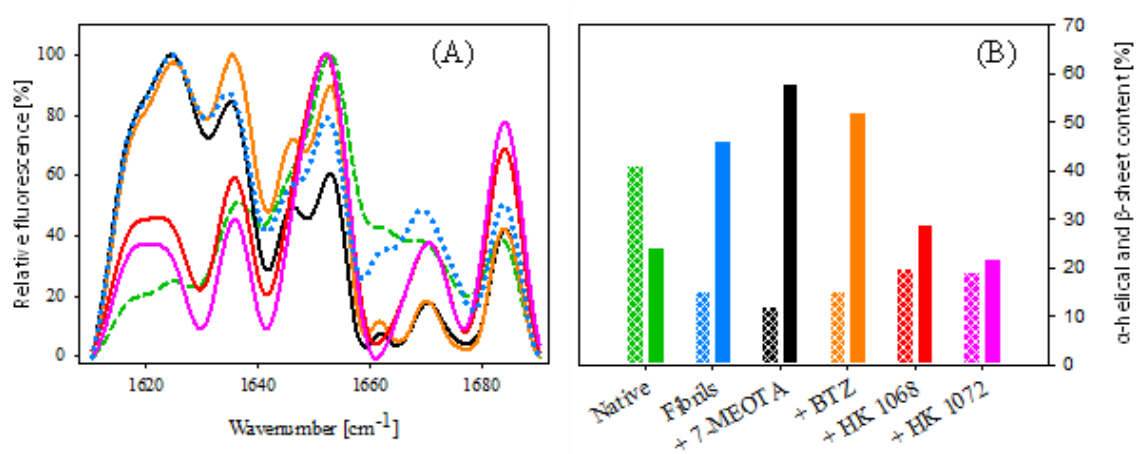 (A)
Relative fluorescence [%]
100
80
60
40
20
0
1620
1640
1660
1680
Wavenumber [cm-1]
(B)
70
60
50
40
30
20
10
0
α-helical and β-sheet content [%]
Native
Fibrils
+ 7-MEOTA
+ BTZ
+ HK 1068
+ HK 1072